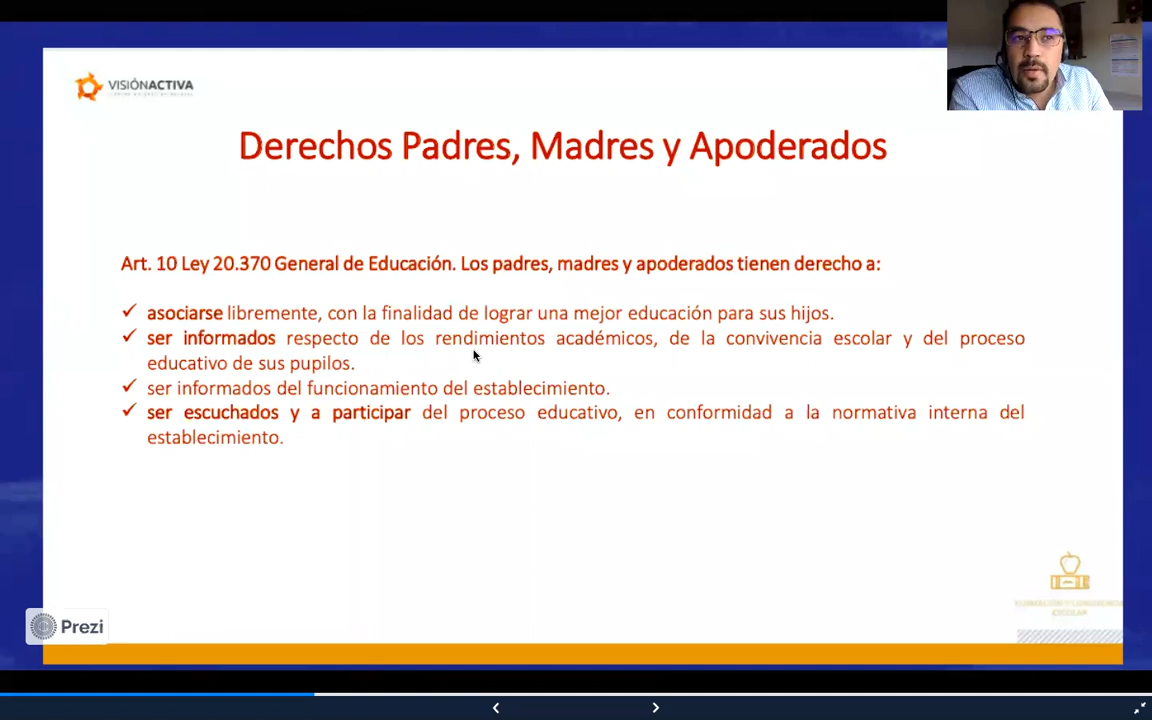 VISIÓNACTIVA
Derechos Padres, Madres y Apoderados
Art. 10 Ley 20.370 General de Educación. Los padres, madres y apoderados tienen derecho a:
✓ asociarse libremente, con la finalidad de lograr una mejor educación para sus hijos.
✓ ser informados respecto de los rendimientos académicos, de la convivencia escolar y del proceso
educativo de sus pupilos.
✓ ser informados del funcionamiento del establecimiento.
✓ ser escuchados y a participar del proceso educativo, en conformidad a la normativa interna del
establecimiento.
FORMACIÓN Y CONVIVENCIA
ESCOLAR
Prezi